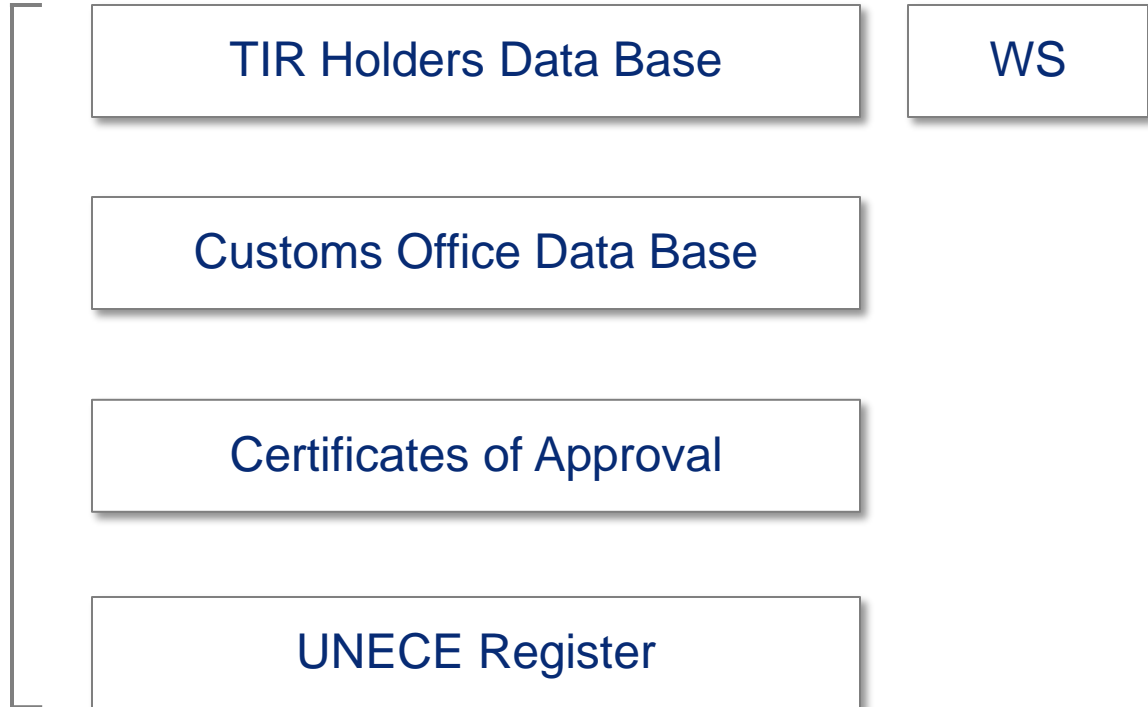 TIR Holders Data Base
WS
Customs Office Data Base
Certificates of Approval
UNECE Register